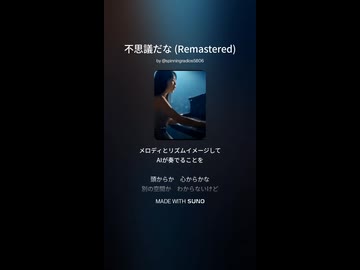 不思議だな (Remastered)
by @spinningradios5806
メロディとリズムイメージして
AIが奏でることを
頭からか 心からかな
別の空間か わからないけど
MADE WITH SUNO